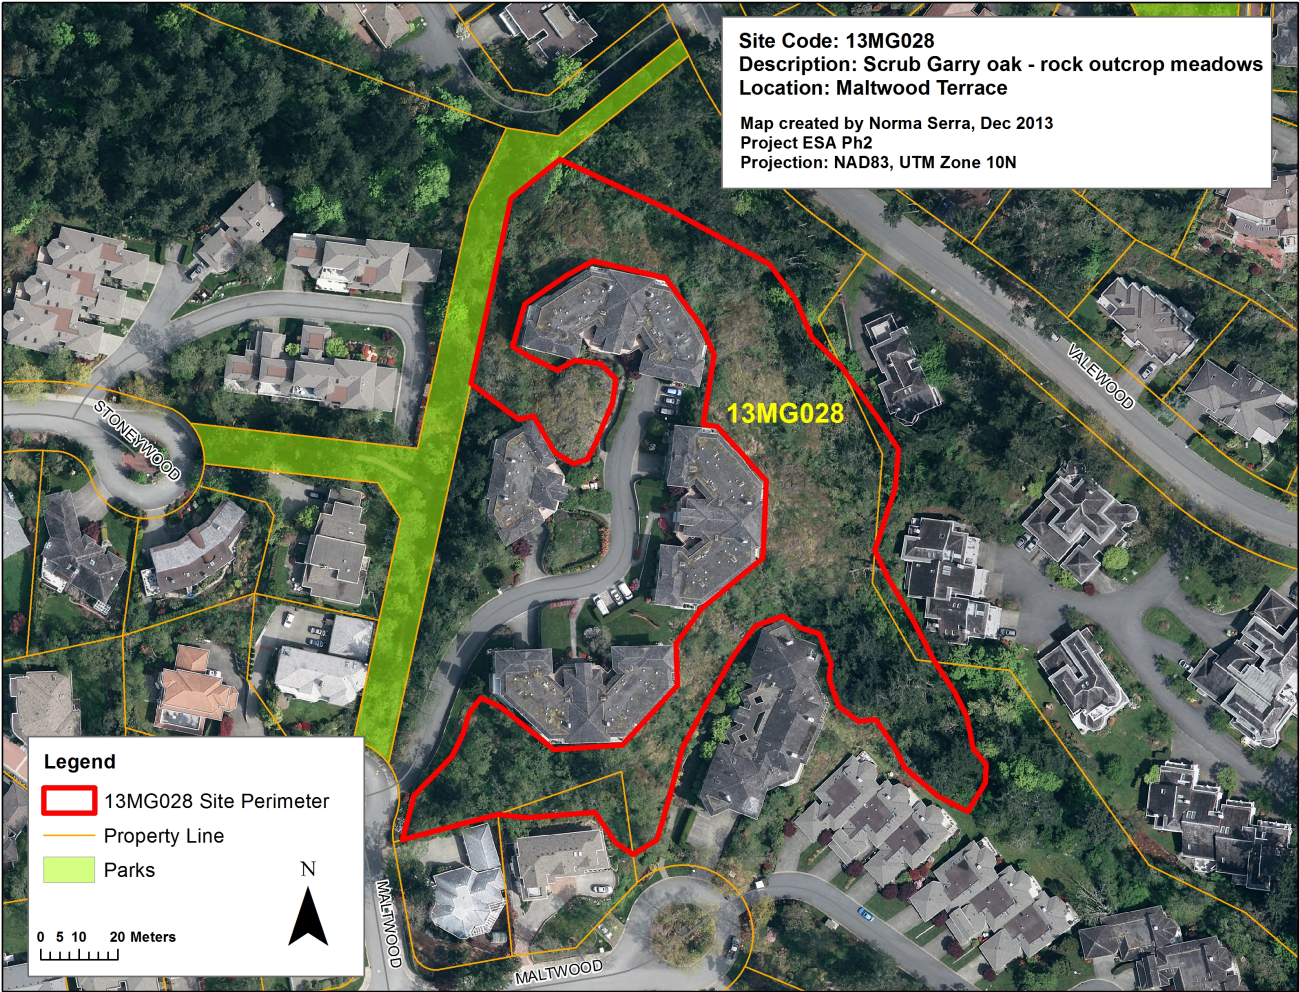 Site Code: 13MG028
Description: Scrub Garry oak - rock outcrop meadows
Location: Maltwood Terrace
Map created by Norma Serra, Dec 2013
Project ESA Ph2
Projection: NAD83, UTM Zone 10N
VALEWOOD
13MG028
STONEYWOOD
Legend
13MG028 Site Perimeter
Property Line
Parks
N
0 5 10 20 Meters
MALTWOOD
MALTWOOD